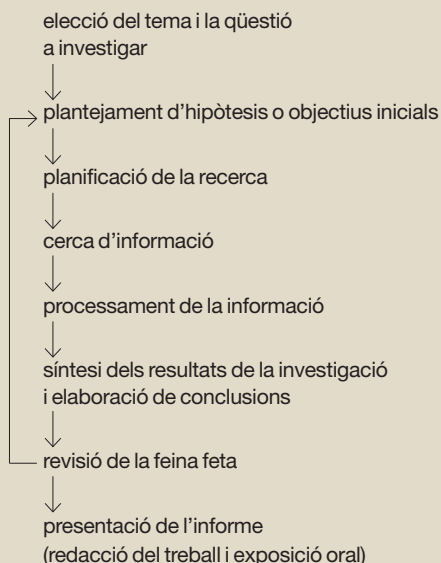 elecció del tema i la qüestió
a investigar
plantejament d’hipòtesis o objectius inicials
planificació de la recerca
cerca d’informació
processament de la informació
síntesi dels resultats de la investigació
i elaboració de conclusions
revisió de la feina feta
presentació de l’informe
(redacció del treball i exposició oral)